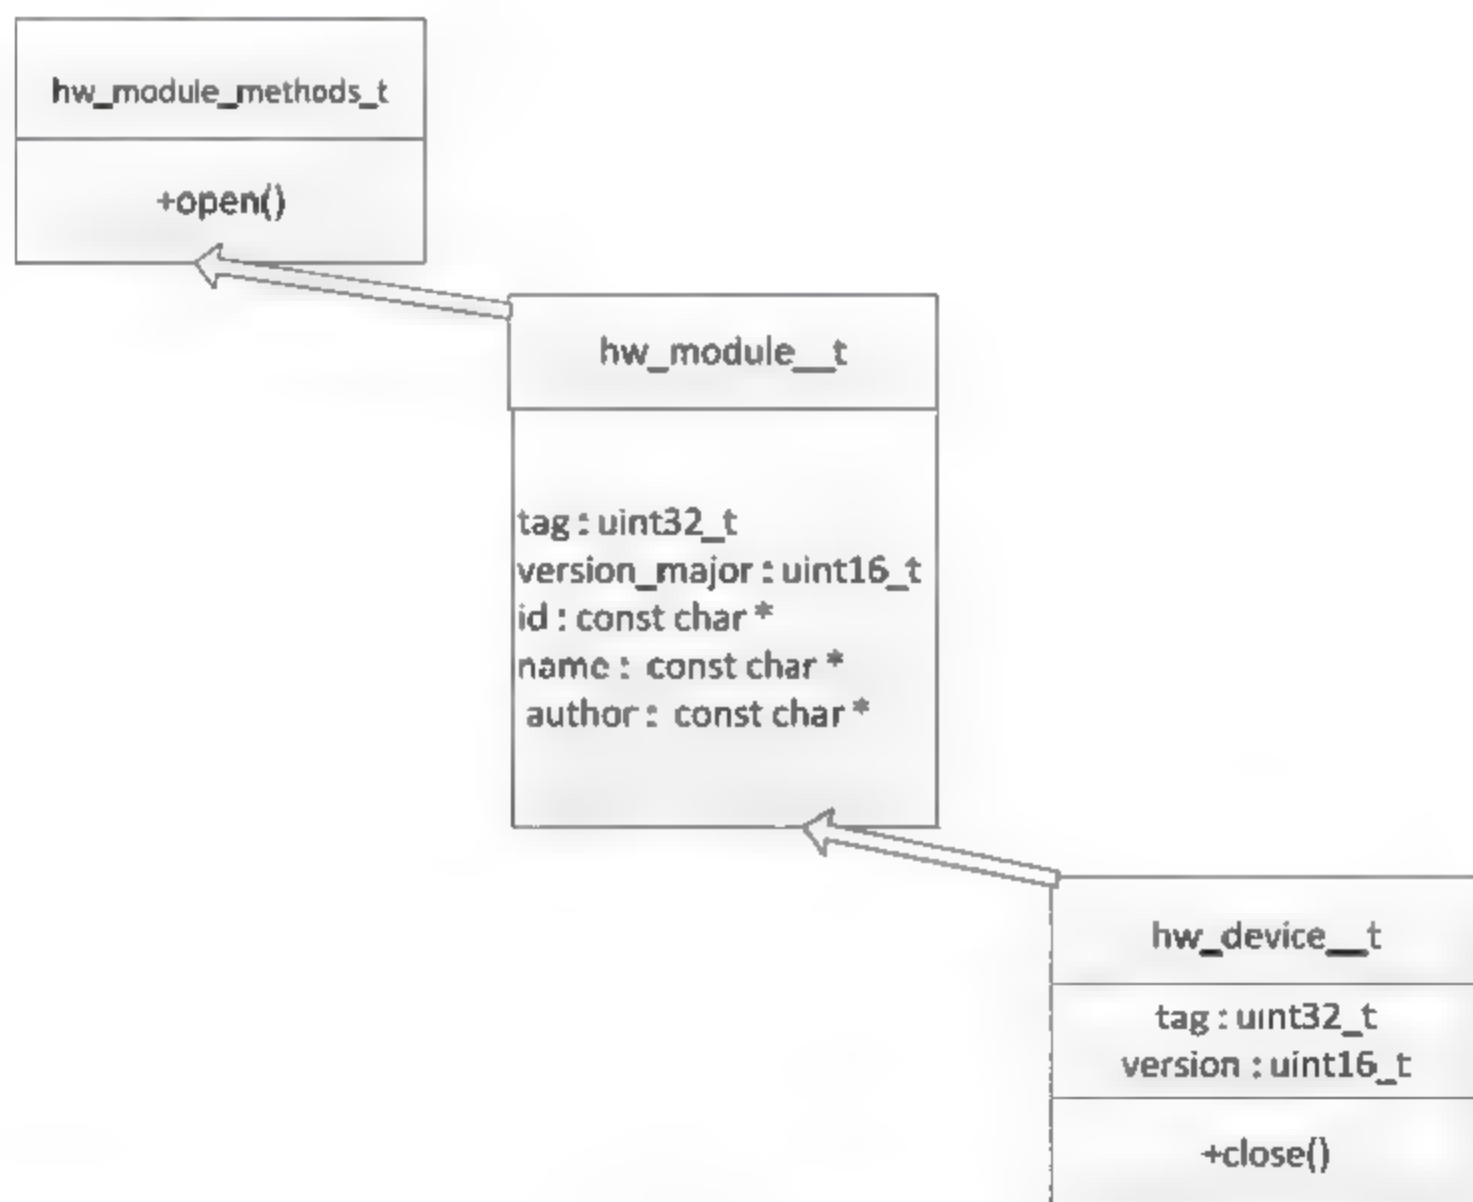 hw_module_methods_t
+open()
hw_module__t
tag : uint32_t
version_major : uint16_t
id : const char *
name : const char *
author : const char *
hw_device__t
tag : uint32_t
version : uint16_t
+close()